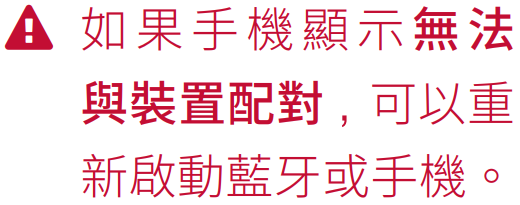 如果手機顯示無法
與裝置配對，可以重
新啟動藍牙或手機。